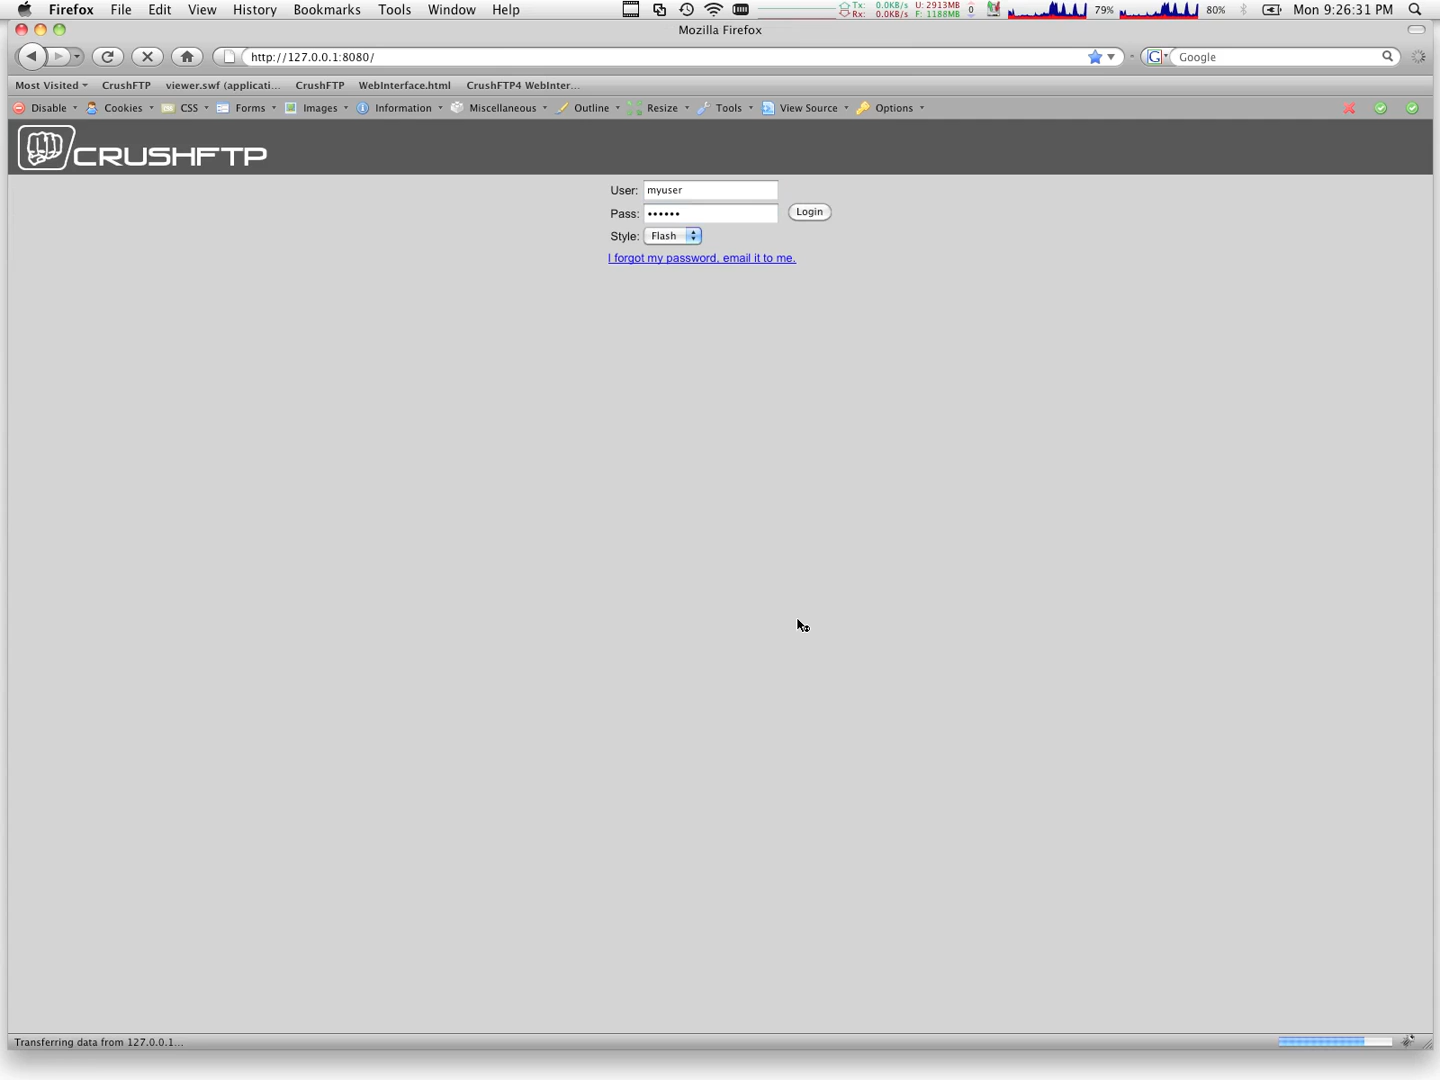 Firefox File Edit View History Bookmarks Tools Window Help Tx: 0.0KB/s U: 2913MB 0 79% 80% Mon 9:26:31 PM
Rx: 0.0KB/s F: 1188MB
Mozilla Firefox
http://127.0.0.1:8080/ Google
Most Visited CrushFTP viewer.swf (applicati... CrushFTP WebInterface.html CrushFTP4 WebInter...
Disable Cookies CSS Forms Images Information Miscellaneous Outline Resize Tools View Source Options
CRUSHFTP
User: myuser
Pass: •••••• Login
Style: Flash
I forgot my password, email it to me.
Transferring data from 127.0.0.1...